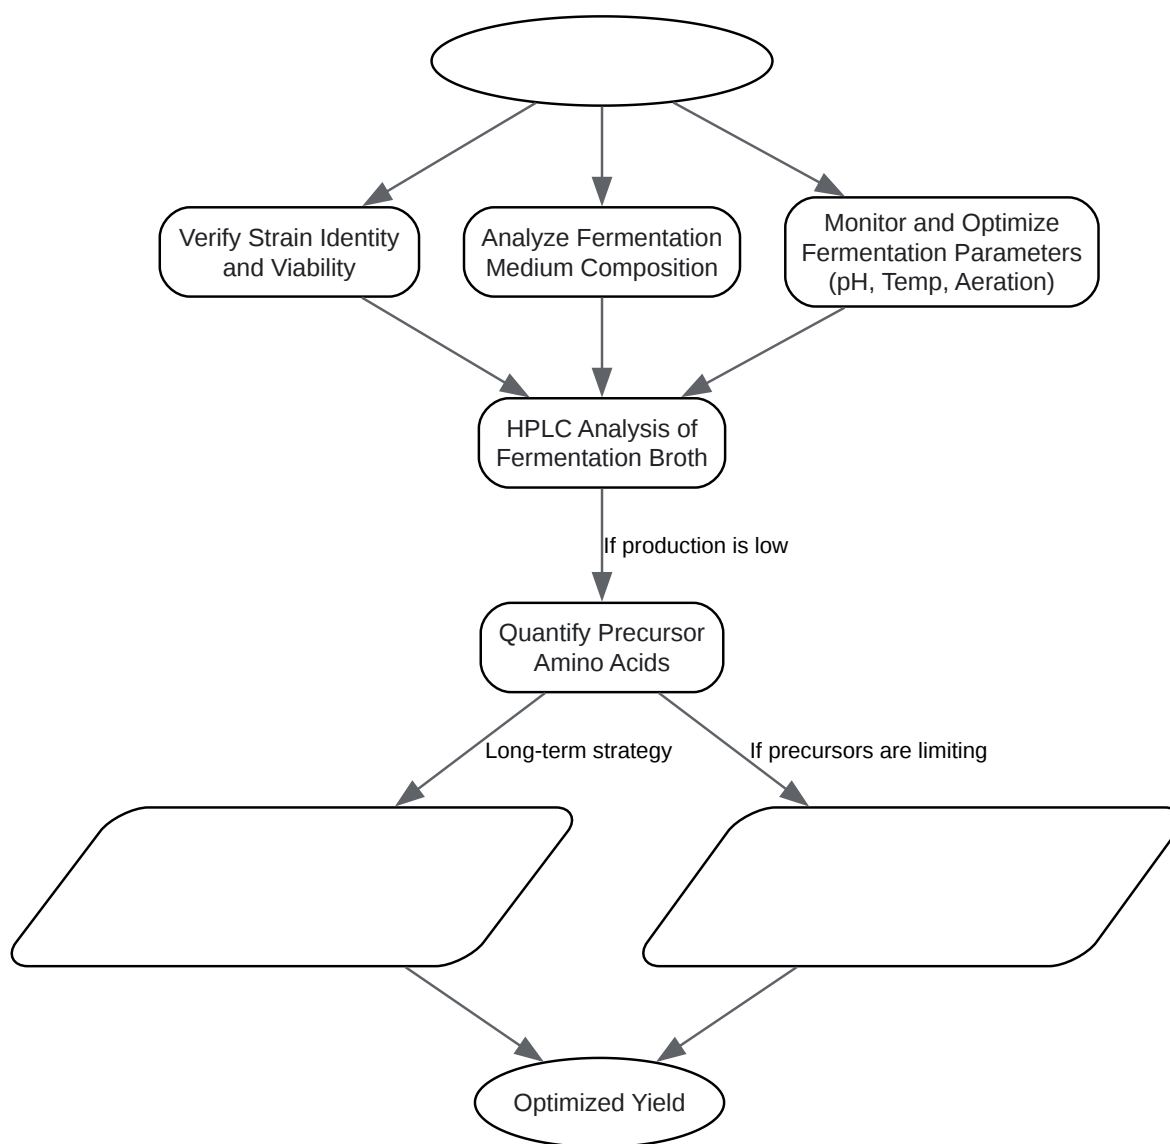 Verify Strain Identity
and Viability
Analyze Fermentation
Medium Composition
Monitor and Optimize
Fermentation Parameters
(pH, Temp, Aeration)
HPLC Analysis of
Fermentation Broth
If production is low
Quantify Precursor
Amino Acids
Long-term strategy
If precursors are limiting
Optimized Yield